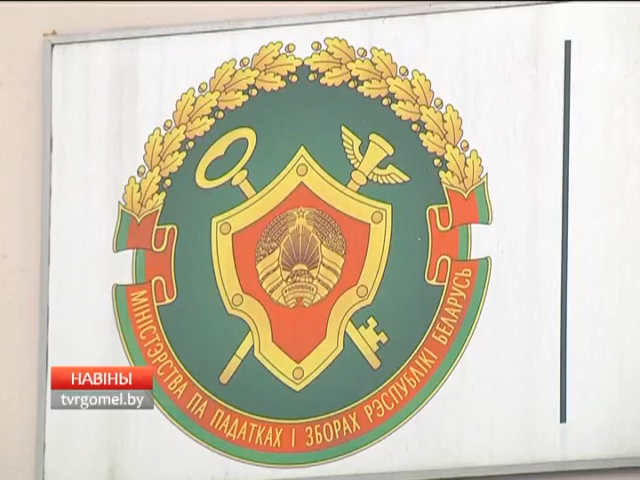 МІНІСТЭРСТВА ПА ПАДАТКАХ І ЗБОРАХ РЭСПУБЛІКІ БЕЛАРУСЬ
НАВІНЫ
tvrgomel.by